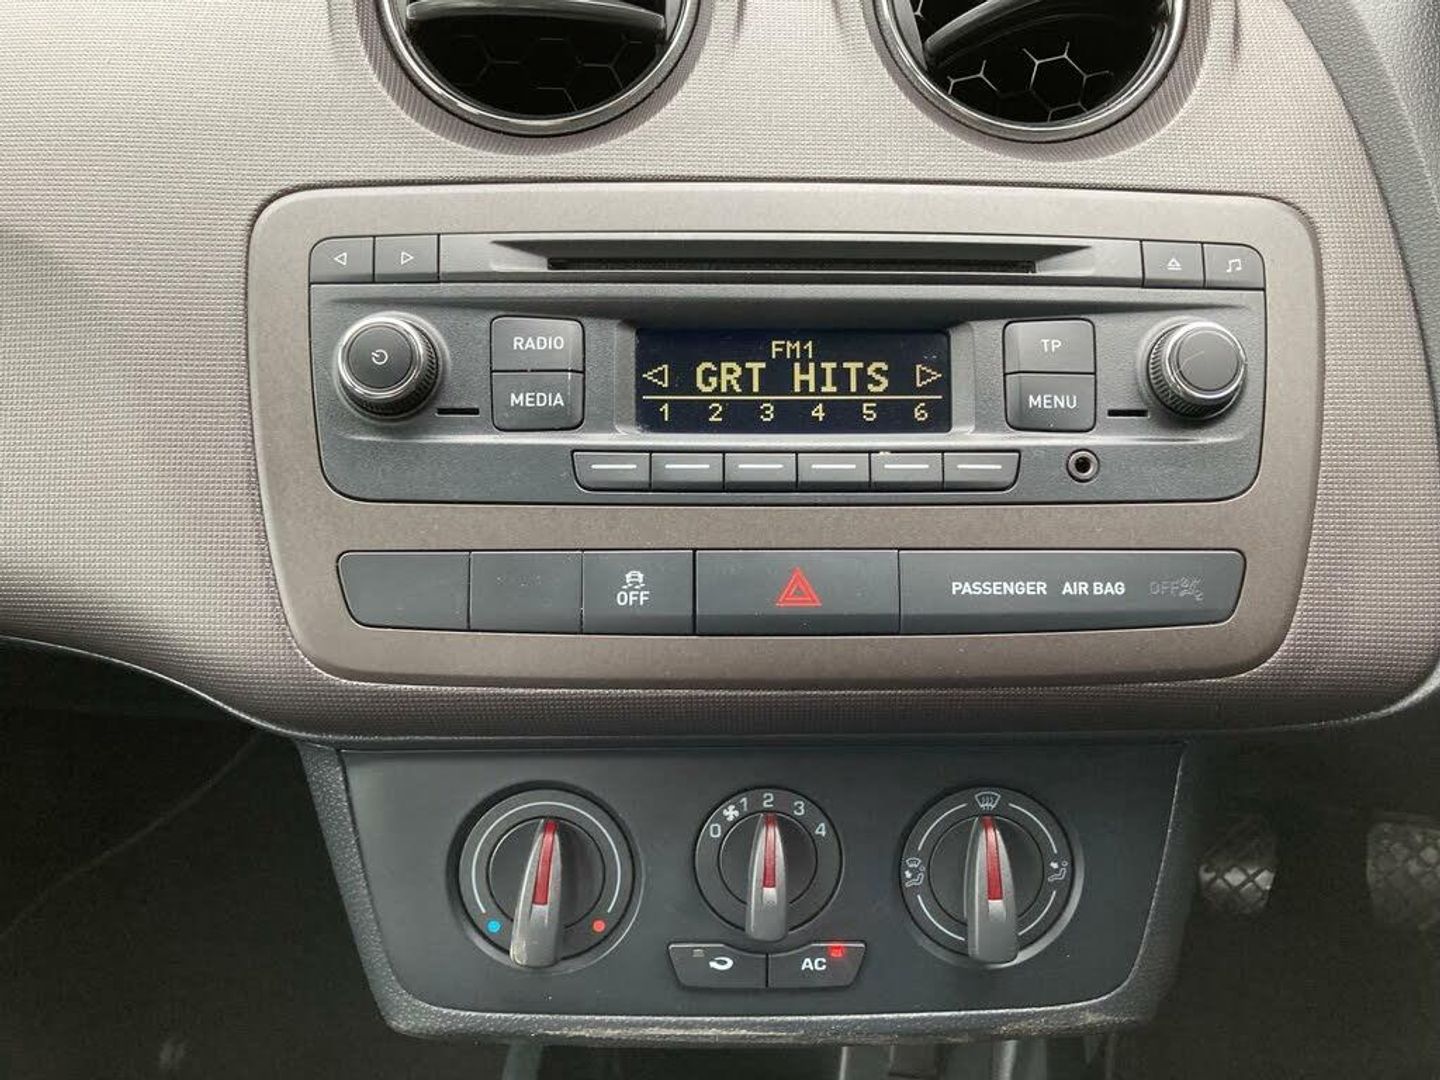 RADIO
MEDIA
FM1
GRT HITS
1 2 3 4 5 6
TP
MENU
OFF
PASSENGER AIR BAG OFF
0 1 2 3 4
AC